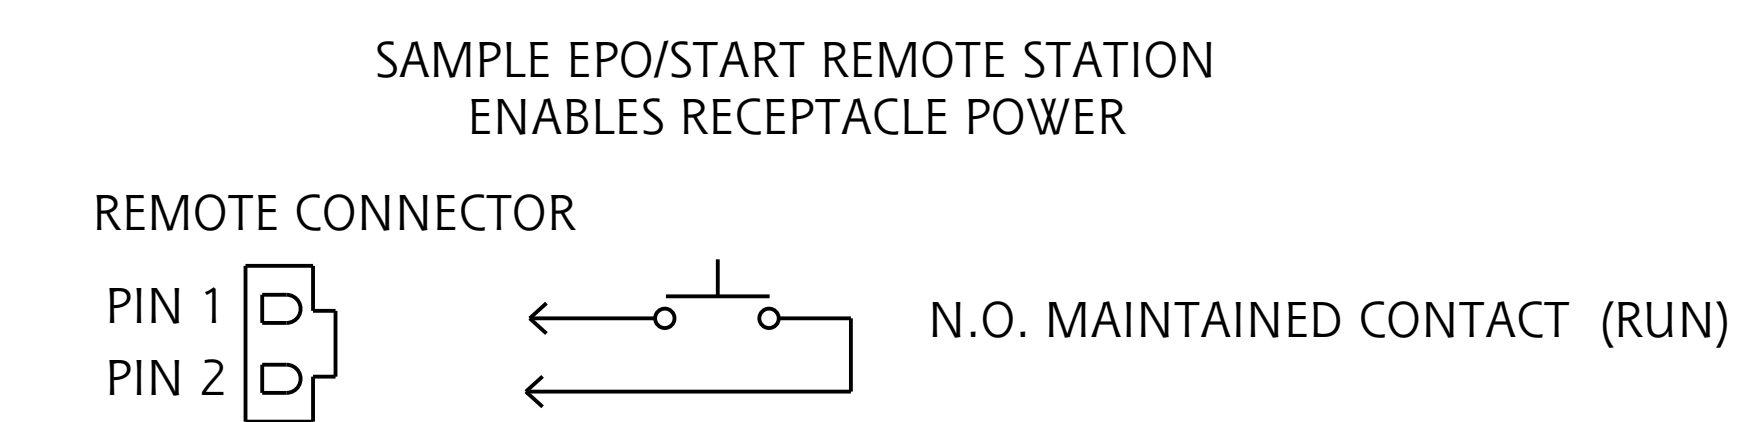 SAMPLE EPO/START REMOTE STATION
ENABLES RECEPTACLE POWER
REMOTE CONNECTOR
PIN 1
N.O. MAINTAINED CONTACT (RUN)
PIN 2